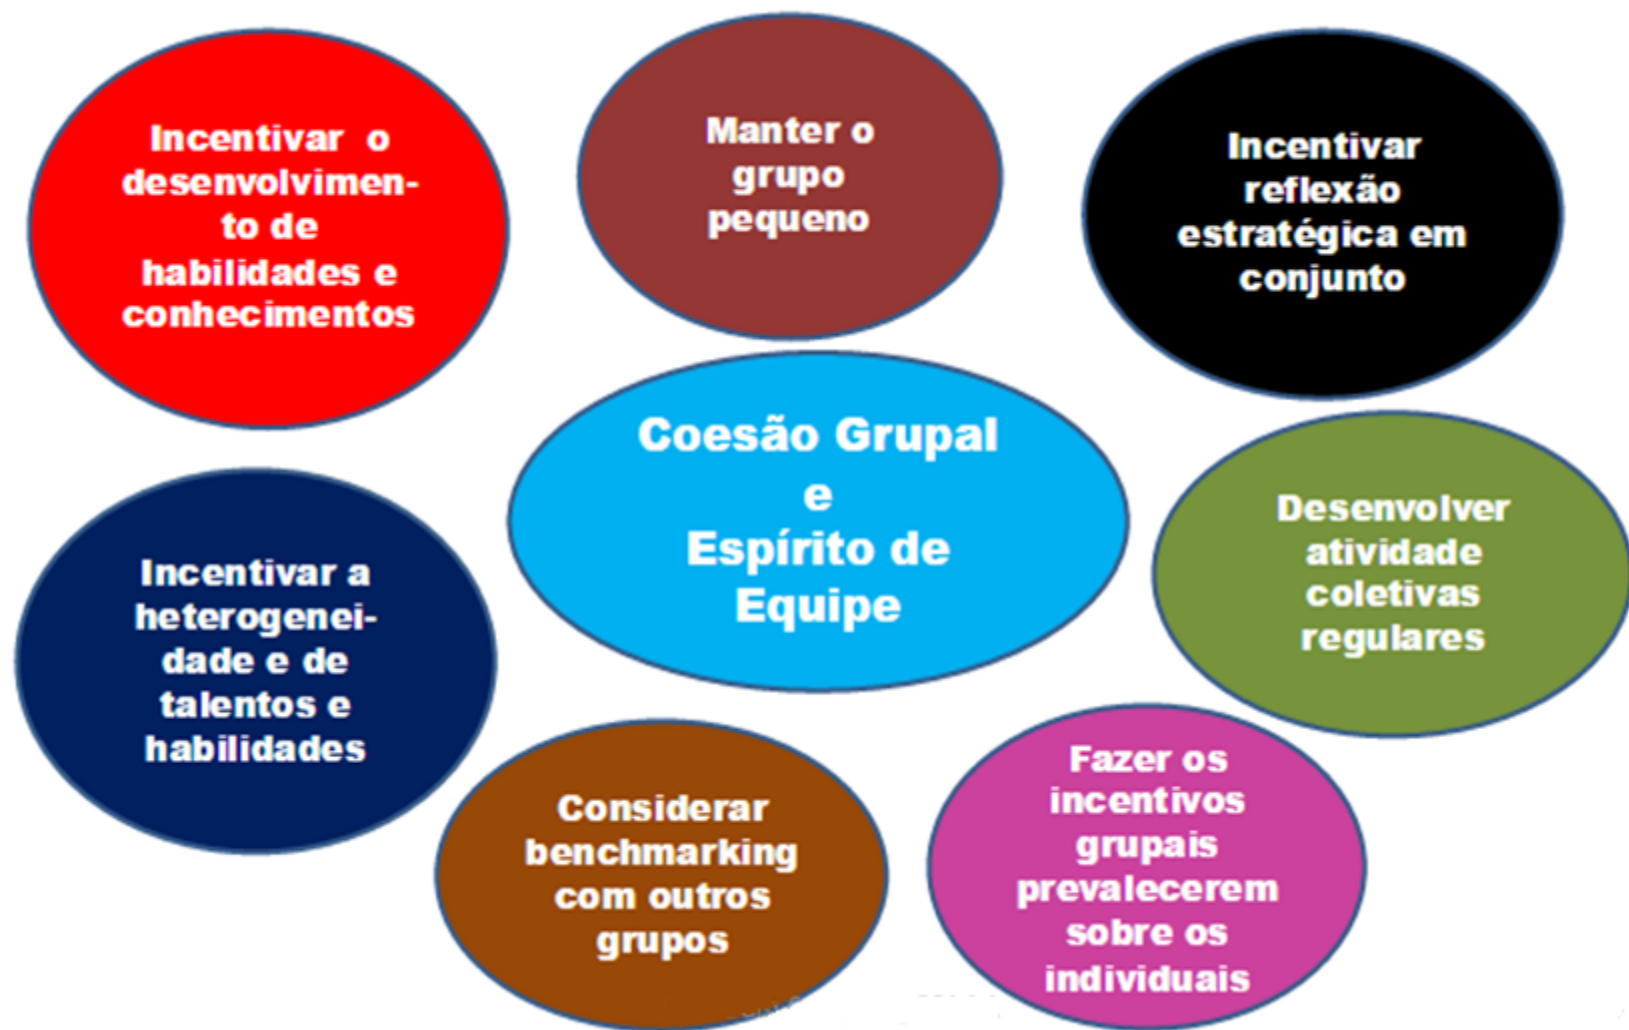 Incentivar o
desenvolvimen-
to de
habilidades e
conhecimentos
Manter o
grupo
pequeno
Incentivar
reflexão
estratégica em
conjunto
Coesão Grupal
e
Espírito de
Equipe
Desenvolver
atividade
coletivas
regulares
Incentivar a
heterogenei-
dade e de
talentos e
habilidades
Considerar
benchmarking
com outros
grupos
Fazer os
incentivos
grupais
prevalecerem
sobre os
individuais